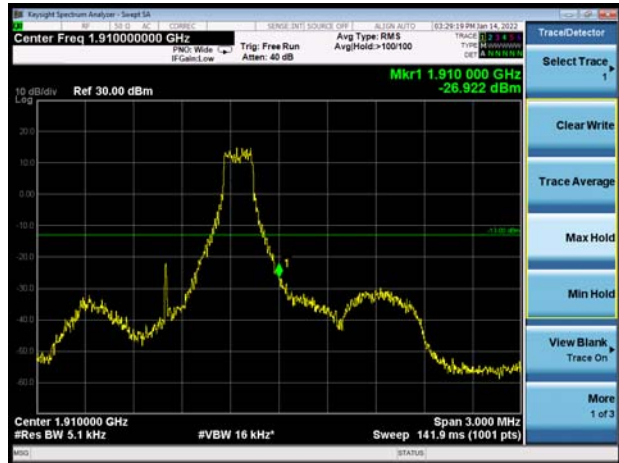 Keysight Spectrum Analyzer - Swept SA
RF 50 Ω AC CORREC SENSE:INT SOURCE OFF ALIGN AUTO 03:29:19 PM Jan 14, 2022
Center Freq 1.910000000 GHz
PNO: Wide
IFGain:Low
Trig: Free Run
Atten: 40 dB
Avg Type: RMS
Avg|Hold:>100/100
TRACE 1 2 3 4 5 6
TYPE M W W W W W
DET A N N N N N
Mkr1 1.910 000 GHz
-26.922 dBm
10 dB/div Ref 30.00 dBm
Log
20.0
10.0
0.00
-10.0
-13.00 dBm
-20.0
1
-30.0
-40.0
-50.0
-60.0
Center 1.910000 GHz Span 3.000 MHz
#Res BW 5.1 kHz #VBW 16 kHz* Sweep 141.9 ms (1001 pts)
MSG STATUS
Trace/Detector
Select Trace
1
Clear Write
Trace Average
Max Hold
Min Hold
View Blank
Trace On
More
1 of 3